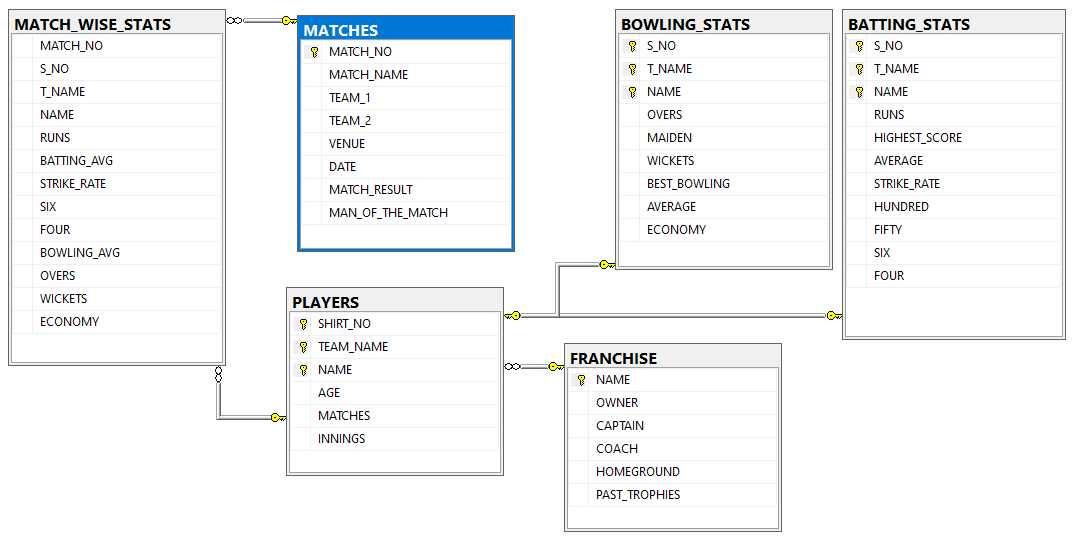 MATCH_WISE_STATS
MATCH_NO
S_NO
T_NAME
NAME
RUNS
BATTING_AVG
STRIKE_RATE
SIX
FOUR
BOWLING_AVG
OVERS
WICKETS
ECONOMY
MATCHES
MATCH_NO
MATCH_NAME
TEAM_1
TEAM_2
VENUE
DATE
MATCH_RESULT
MAN_OF_THE_MATCH
BOWLING_STATS
S_NO
T_NAME
NAME
OVERS
MAIDEN
WICKETS
BEST_BOWLING
AVERAGE
ECONOMY
BATTING_STATS
S_NO
T_NAME
NAME
RUNS
HIGHEST_SCORE
AVERAGE
STRIKE_RATE
HUNDRED
FIFTY
SIX
FOUR
PLAYERS
SHIRT_NO
TEAM_NAME
NAME
AGE
MATCHES
INNINGS
FRANCHISE
NAME
OWNER
CAPTAIN
COACH
HOMEGROUND
PAST_TROPHIES